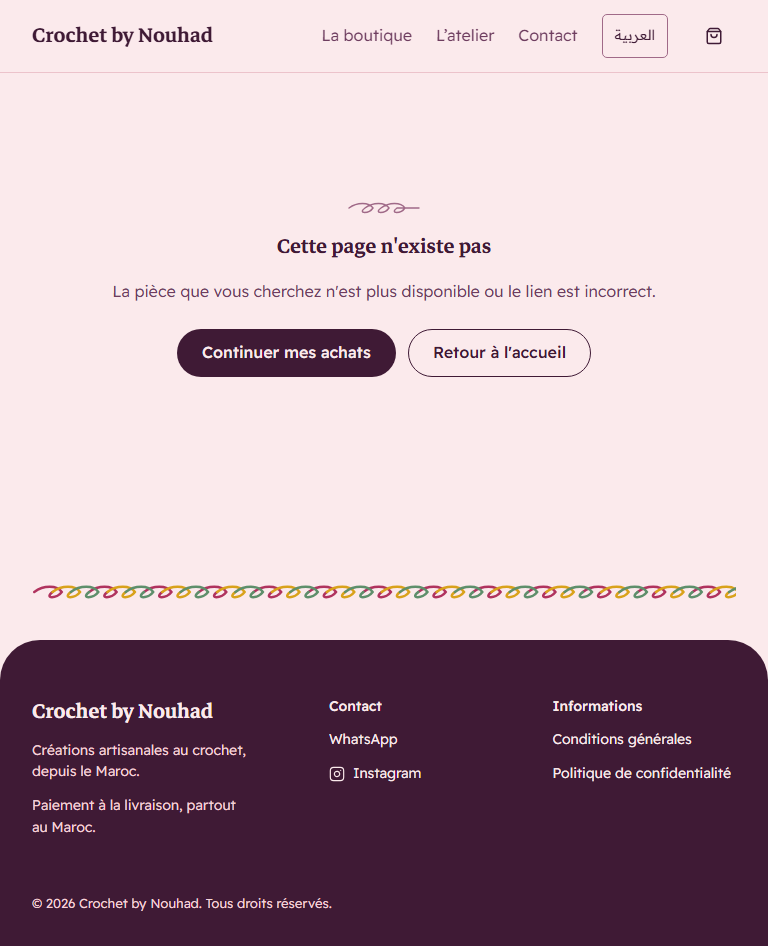 Crochet by Nouhad
La boutique
L’atelier
Contact
العربية
Cette page n'existe pas
La pièce que vous cherchez n'est plus disponible ou le lien est incorrect.
Continuer mes achats
Retour à l'accueil
Crochet by Nouhad
Créations artisanales au crochet,
depuis le Maroc.
Paiement à la livraison, partout
au Maroc.
Contact
WhatsApp
Instagram
Informations
Conditions générales
Politique de confidentialité
© 2026 Crochet by Nouhad. Tous droits réservés.